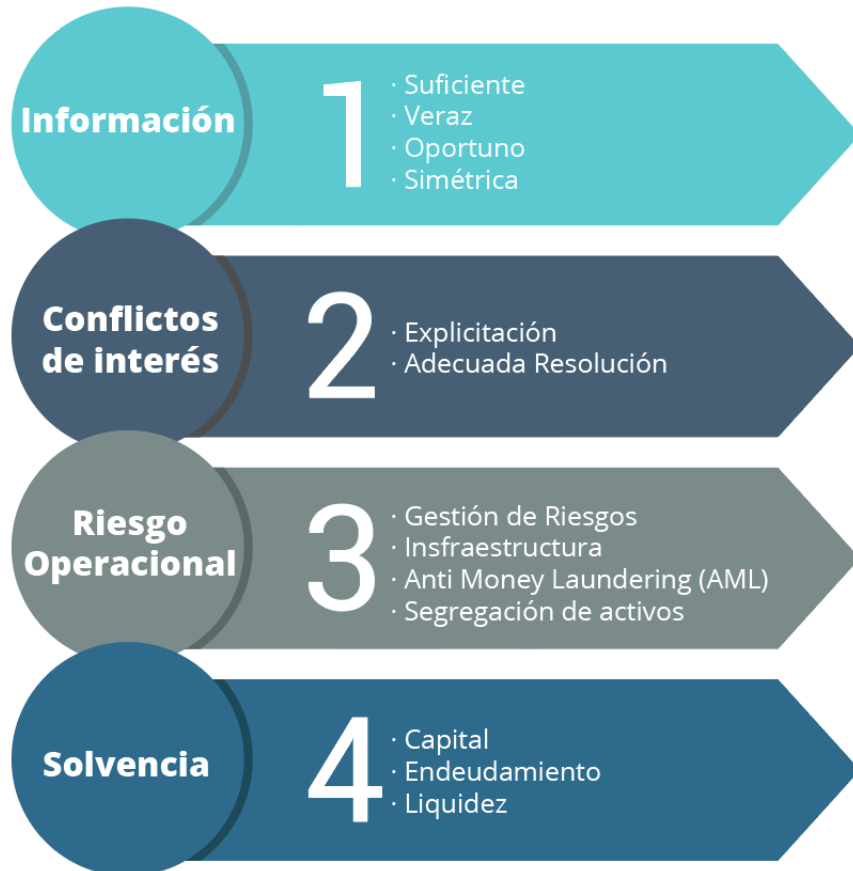 Información
1
· Suficiente
· Veraz
· Oportuno
· Simétrica
Conflictos
de interés
2
· Explicitación
· Adecuada Resolución
Riesgo
Operacional
3
· Gestión de Riesgos
· Insfraestructura
· Anti Money Laundering (AML)
· Segregación de activos
Solvencia
4
· Capital
· Endeudamiento
· Liquidez